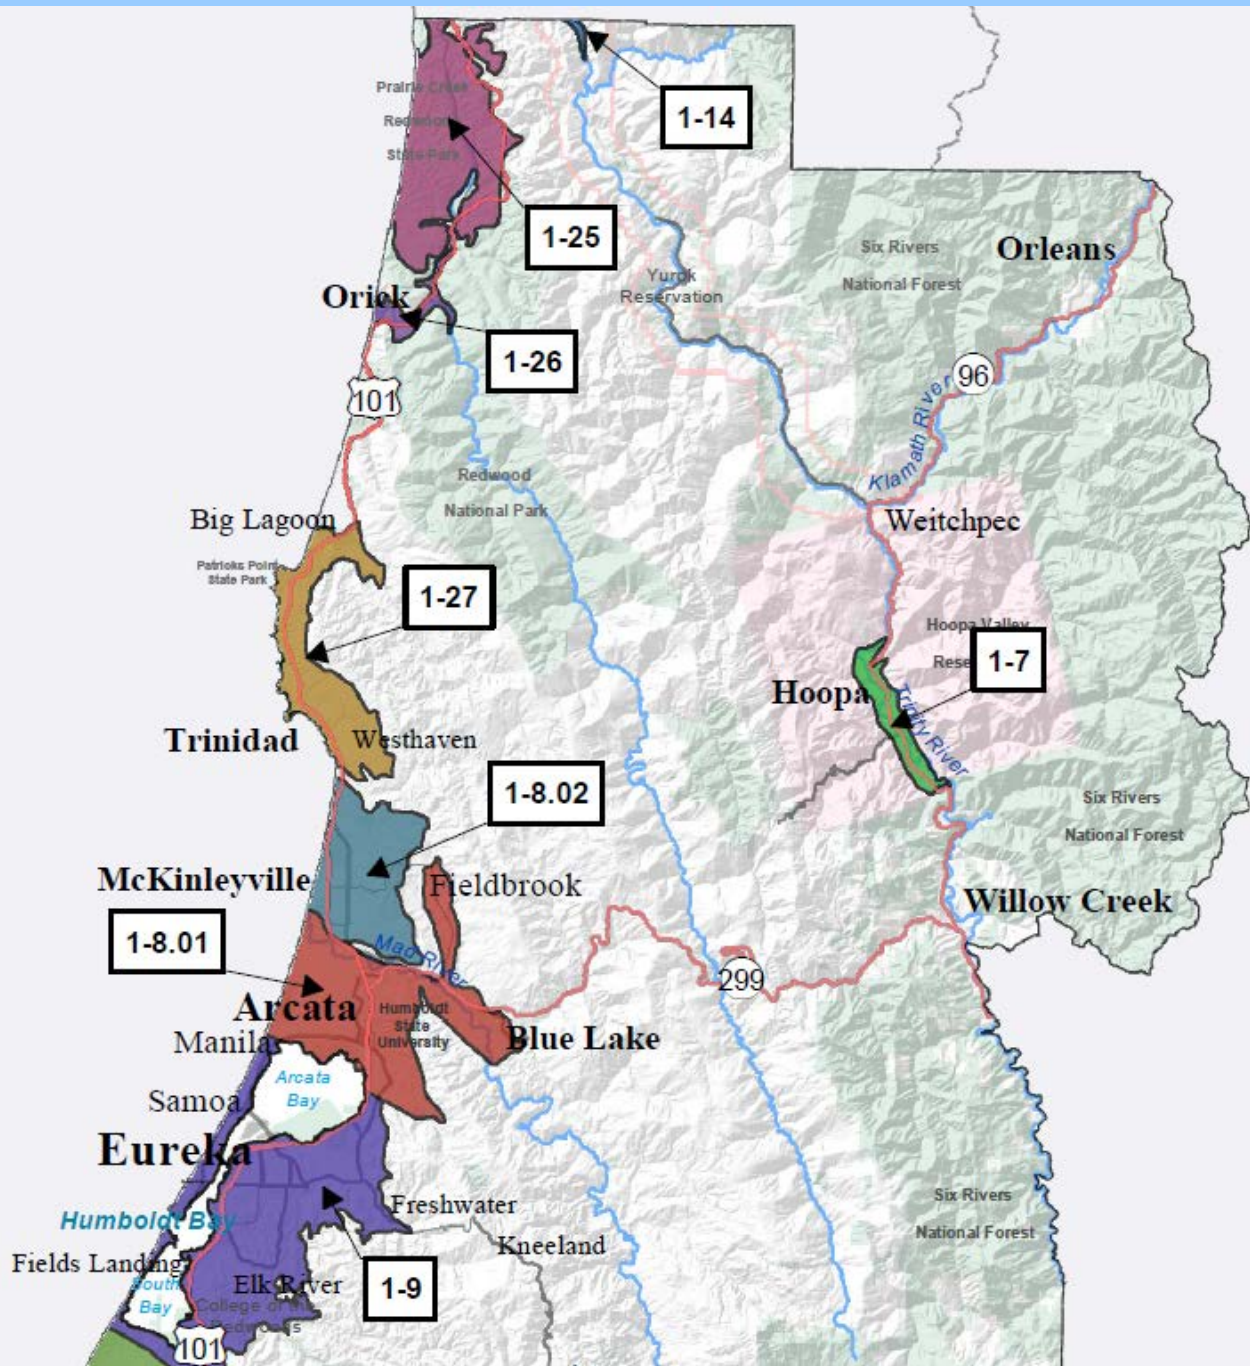 Prairie Creek
Redwood
State Park
1-14
1-25
Six Rivers
National Forest
Orleans
Yurok
Reservation
Orick
1-26
96
101
Klamath River
Redwood
National Park
Big Lagoon
Weitchpec
Patricks Point
State Park
1-27
Hoopa Valley
Rese
1-7
Hoopa
Trinity River
Trinidad
Westhaven
1-8.02
Six Rivers
National Forest
McKinleyville
Fieldbrook
Willow Creek
1-8.01
Mad River
299
Arcata
Humboldt
State
University
Blue Lake
Manila
Arcata
Bay
Samoa
Eureka
Six Rivers
National Forest
Freshwater
Humboldt Bay
Kneeland
Fields Landing
South
Bay
Elk River
1-9
College of the
Redwoods
101